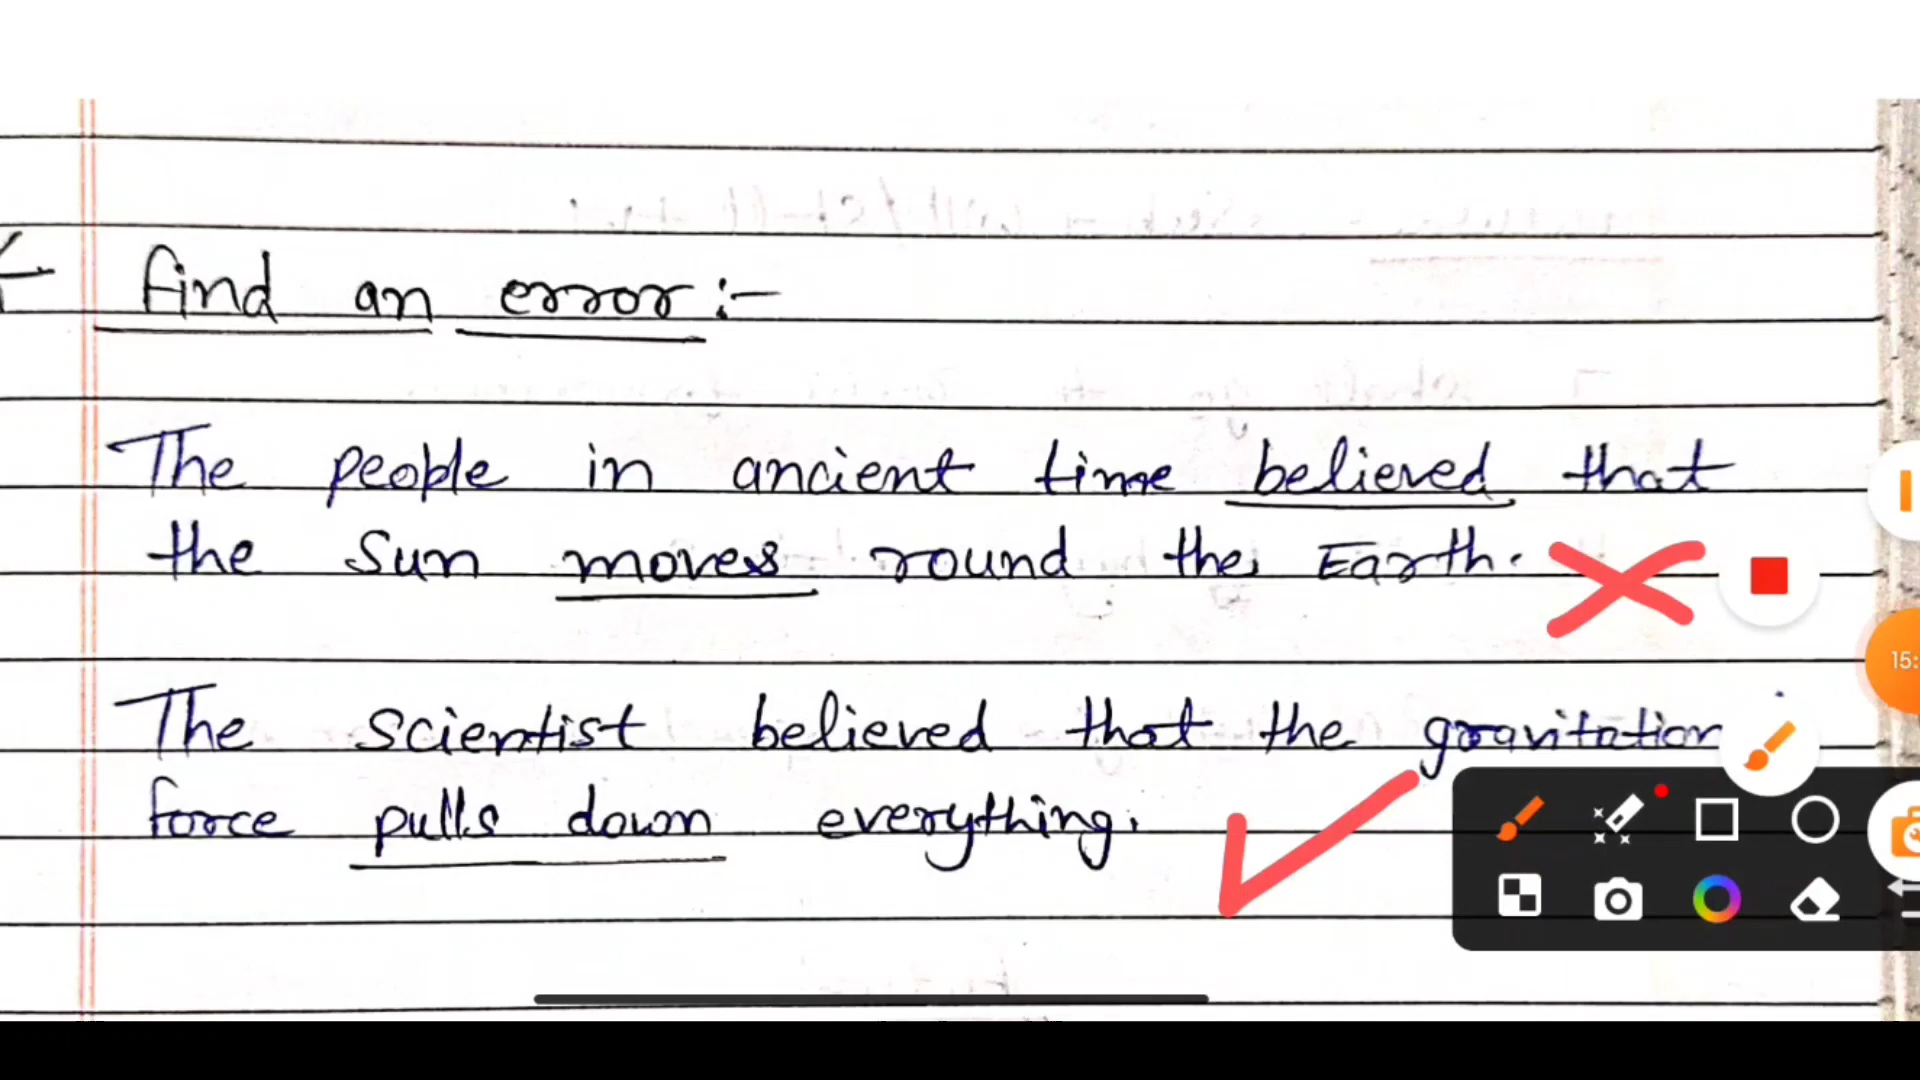 Find an error:-
The people in ancient time believed that
the Sun moves round the Earth.
The scientist believed that the gravitation
force pulls down everything.
15: